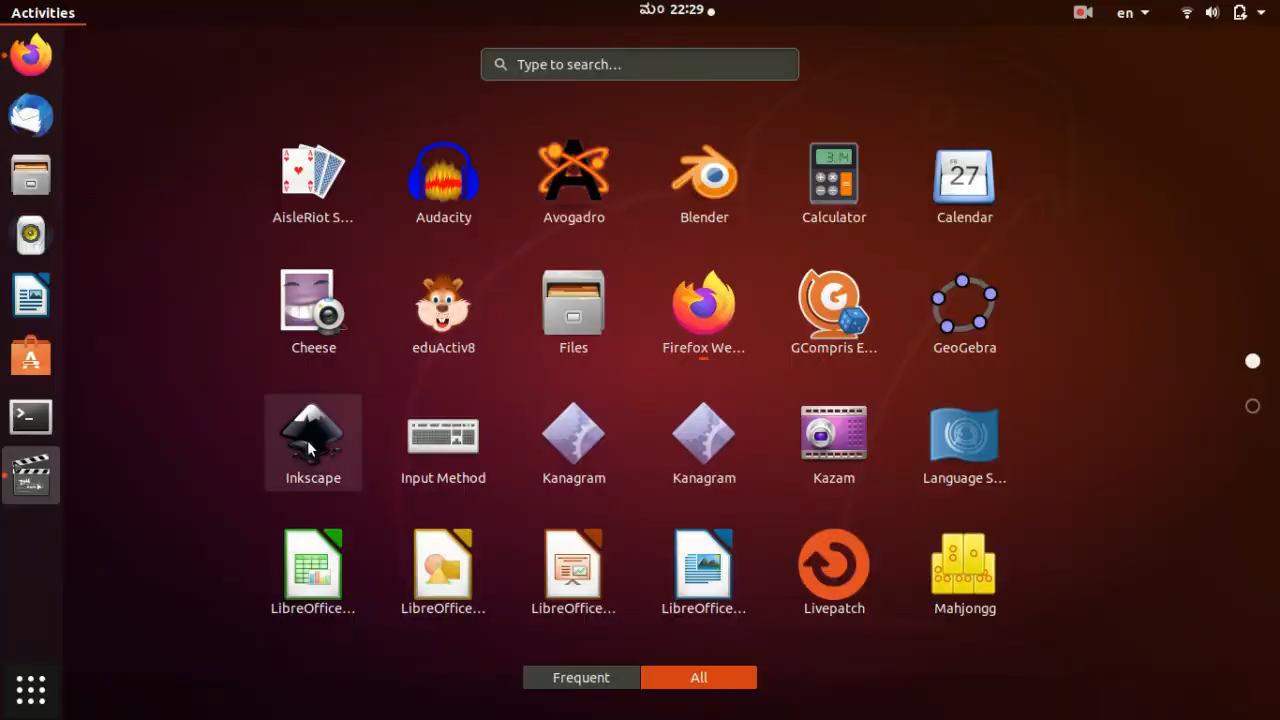 Activities
ಮಂ 22:29
en
Type to search...
AisleRiot S...
Audacity
Avogadro
Blender
Calculator
Calendar
Cheese
eduActiv8
Files
Firefox We...
GCompris E...
GeoGebra
Inkscape
Input Method
Kanagram
Kanagram
Kazam
Language S...
LibreOffice...
LibreOffice...
LibreOffice...
LibreOffice...
Livepatch
Mahjongg
Frequent
All